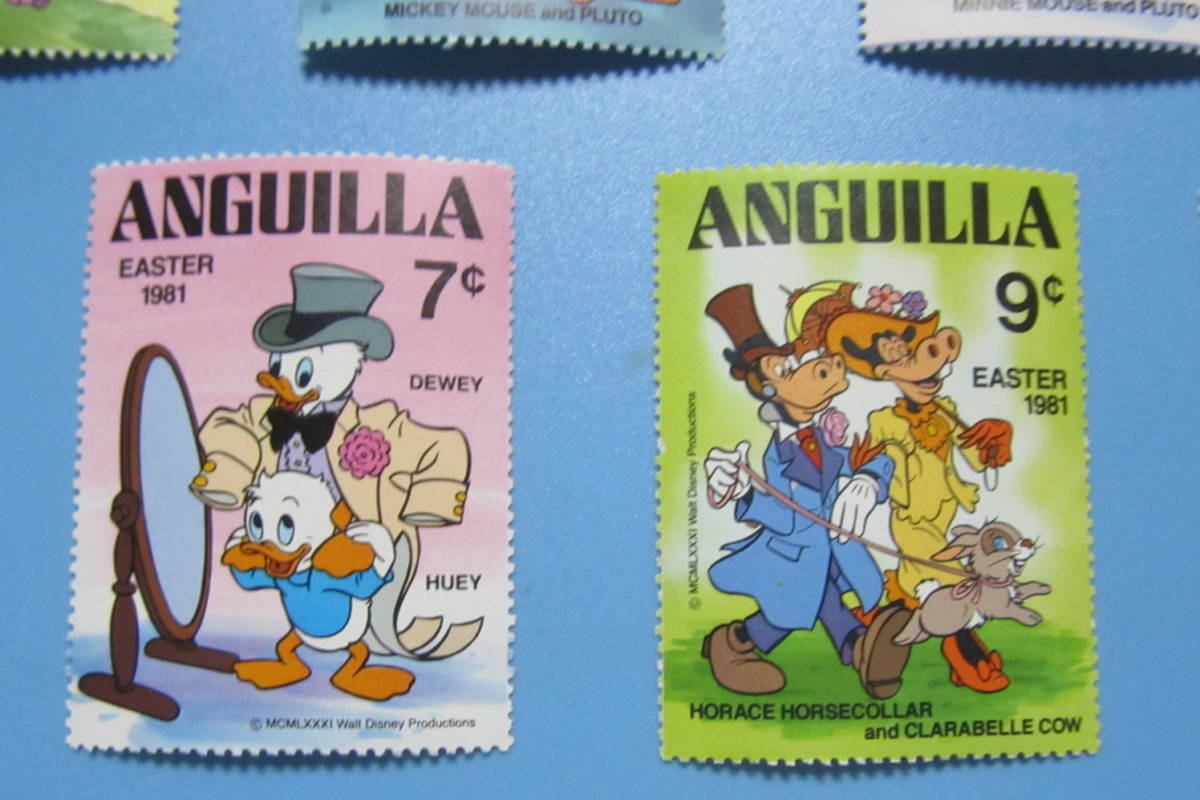 MICKEY MOUSE and PLUTO
MINNIE MOUSE and PLUTO
ANGUILLA
EASTER
1981
7¢
DEWEY
HUEY
© MCMLXXXI Walt Disney Productions
ANGUILLA
9¢
EASTER
1981
© MCMLXXXI Walt Disney Productions
HORACE HORSECOLLAR
and CLARABELLE COW